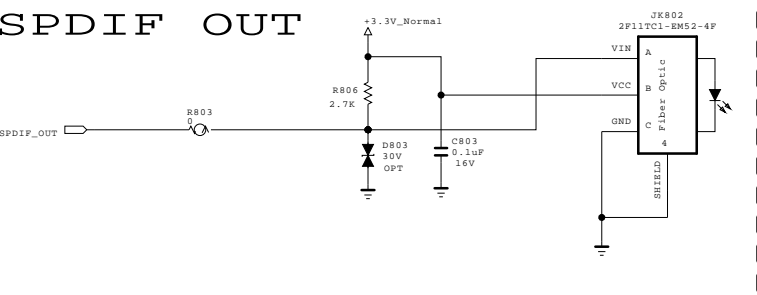 SPDIF OUT
+3.3V_Normal
JK802
2F11TC1-EM52-4F
VIN
A
R806
2.7K
VCC
B
Fiber Optic
R803
0
SPDIF_OUT
GND
C
4
D803
30V
OPT
C803
0.1uF
16V
SHIELD